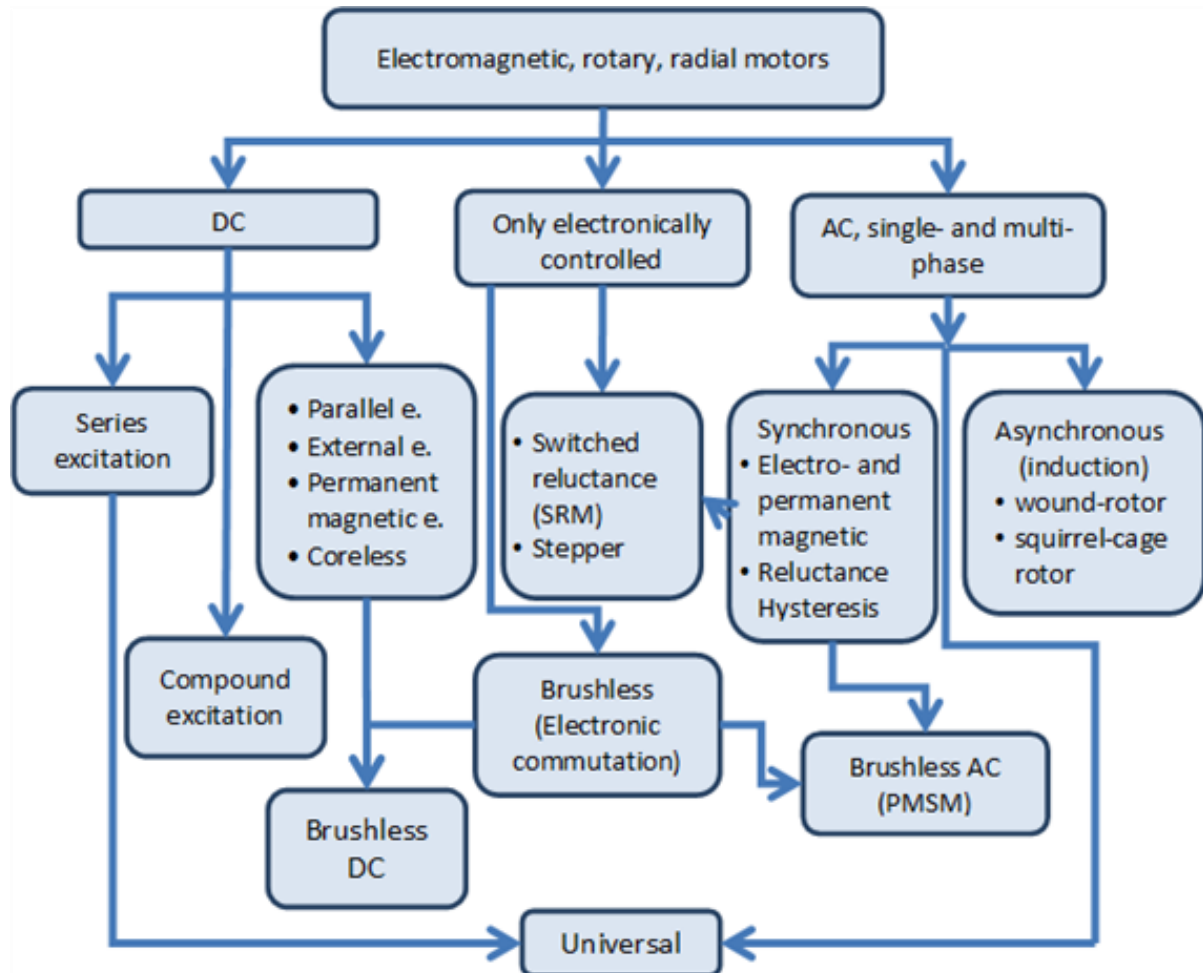 Electromagnetic, rotary, radial motors
DC
Only electronically
controlled
AC, single- and multi-
phase
Series
excitation
• Parallel e.
• External e.
• Permanent
magnetic e.
• Coreless
• Switched
reluctance
(SRM)
• Stepper
Synchronous
• Electro- and
permanent
magnetic
• Reluctance
Hysteresis
Asynchronous
(induction)
• wound-rotor
• squirrel-cage
rotor
Compound
excitation
Brushless
(Electronic
commutation)
Brushless AC
(PMSM)
Brushless
DC
Universal